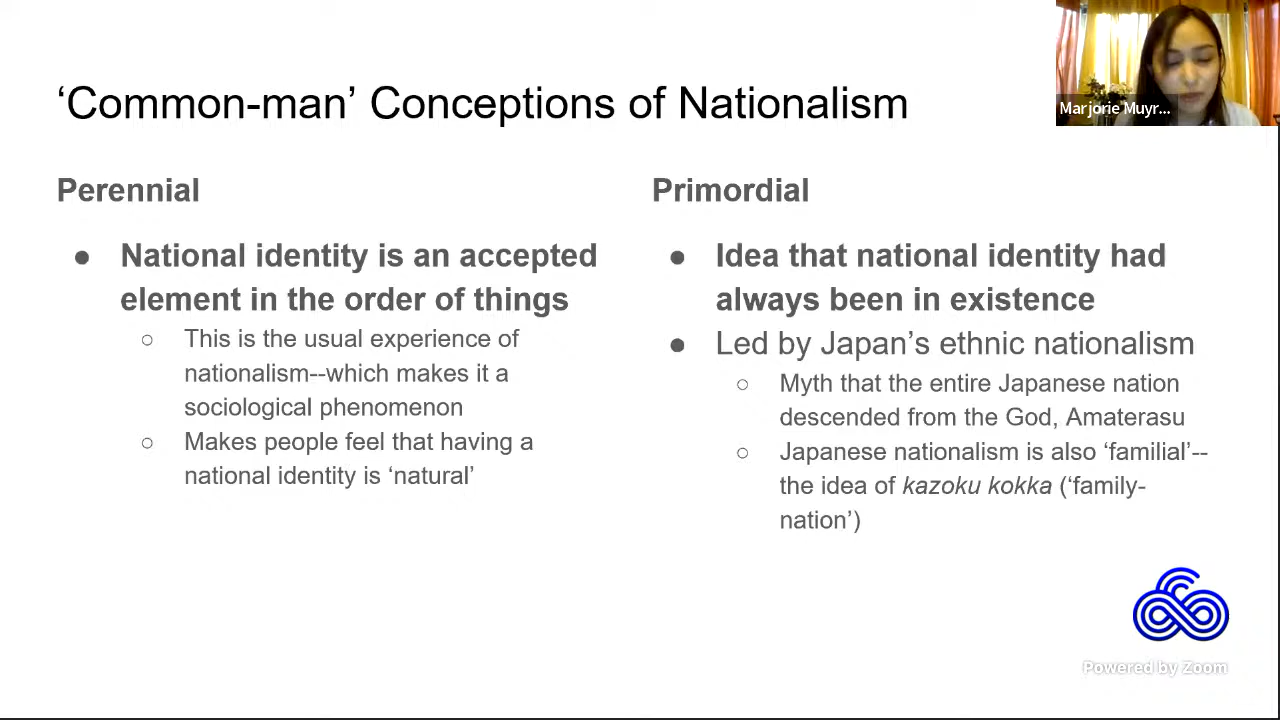 ‘Common-man’ Conceptions of Nationalism
Marjorie Muyr...
Perennial
● National identity is an accepted
element in the order of things
○ This is the usual experience of
nationalism--which makes it a
sociological phenomenon
○ Makes people feel that having a
national identity is ‘natural’
Primordial
● Idea that national identity had
always been in existence
● Led by Japan’s ethnic nationalism
○ Myth that the entire Japanese nation
descended from the God, Amaterasu
○ Japanese nationalism is also ‘familial’--
the idea of kazoku kokka (‘family-
nation’)
Powered by Zoom